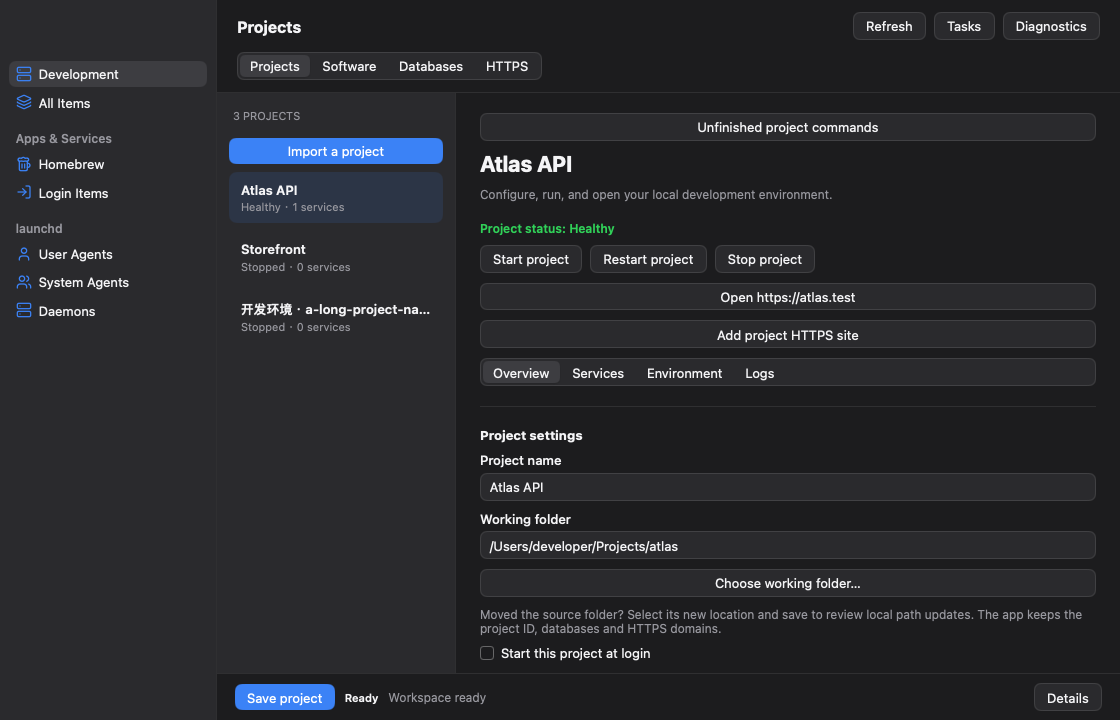 Development
All Items
Apps & Services
Homebrew
Login Items
launchd
User Agents
System Agents
Daemons
Projects
Refresh
Tasks
Diagnostics
Projects
Software
Databases
HTTPS
3 PROJECTS
Import a project
Atlas API
Healthy · 1 services
Storefront
Stopped · 0 services
开发环境 · a-long-project-na...
Stopped · 0 services
Unfinished project commands
Atlas API
Configure, run, and open your local development environment.
Project status: Healthy
Start project
Restart project
Stop project
Open https://atlas.test
Add project HTTPS site
Overview
Services
Environment
Logs
Project settings
Project name
Atlas API
Working folder
/Users/developer/Projects/atlas
Choose working folder...
Moved the source folder? Select its new location and save to review local path updates. The app keeps the
project ID, databases and HTTPS domains.
Start this project at login
Save project
Ready
Workspace ready
Details